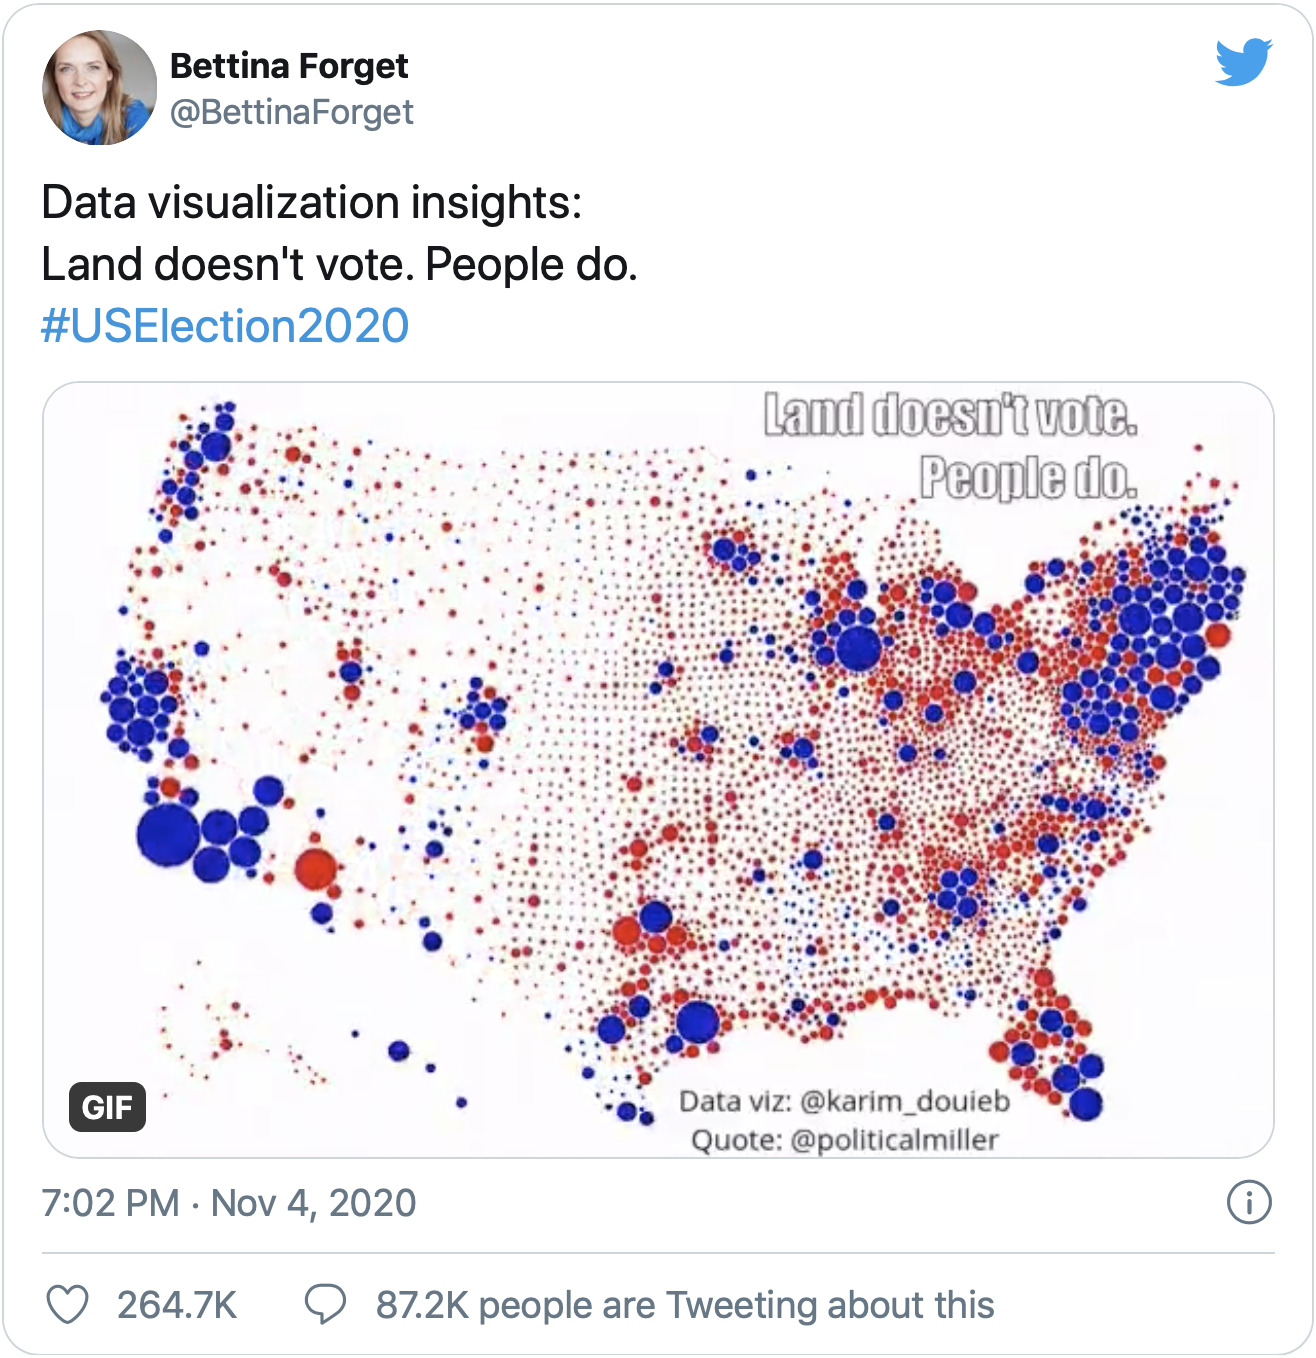 Bettina Forget
@BettinaForget
Data visualization insights:
Land doesn't vote. People do.
#USElection2020
Land doesn't vote.
People do.
GIF
Data viz: @karim_douieb
Quote: @politicalmiller
7:02 PM · Nov 4, 2020
264.7K 87.2K people are Tweeting about this